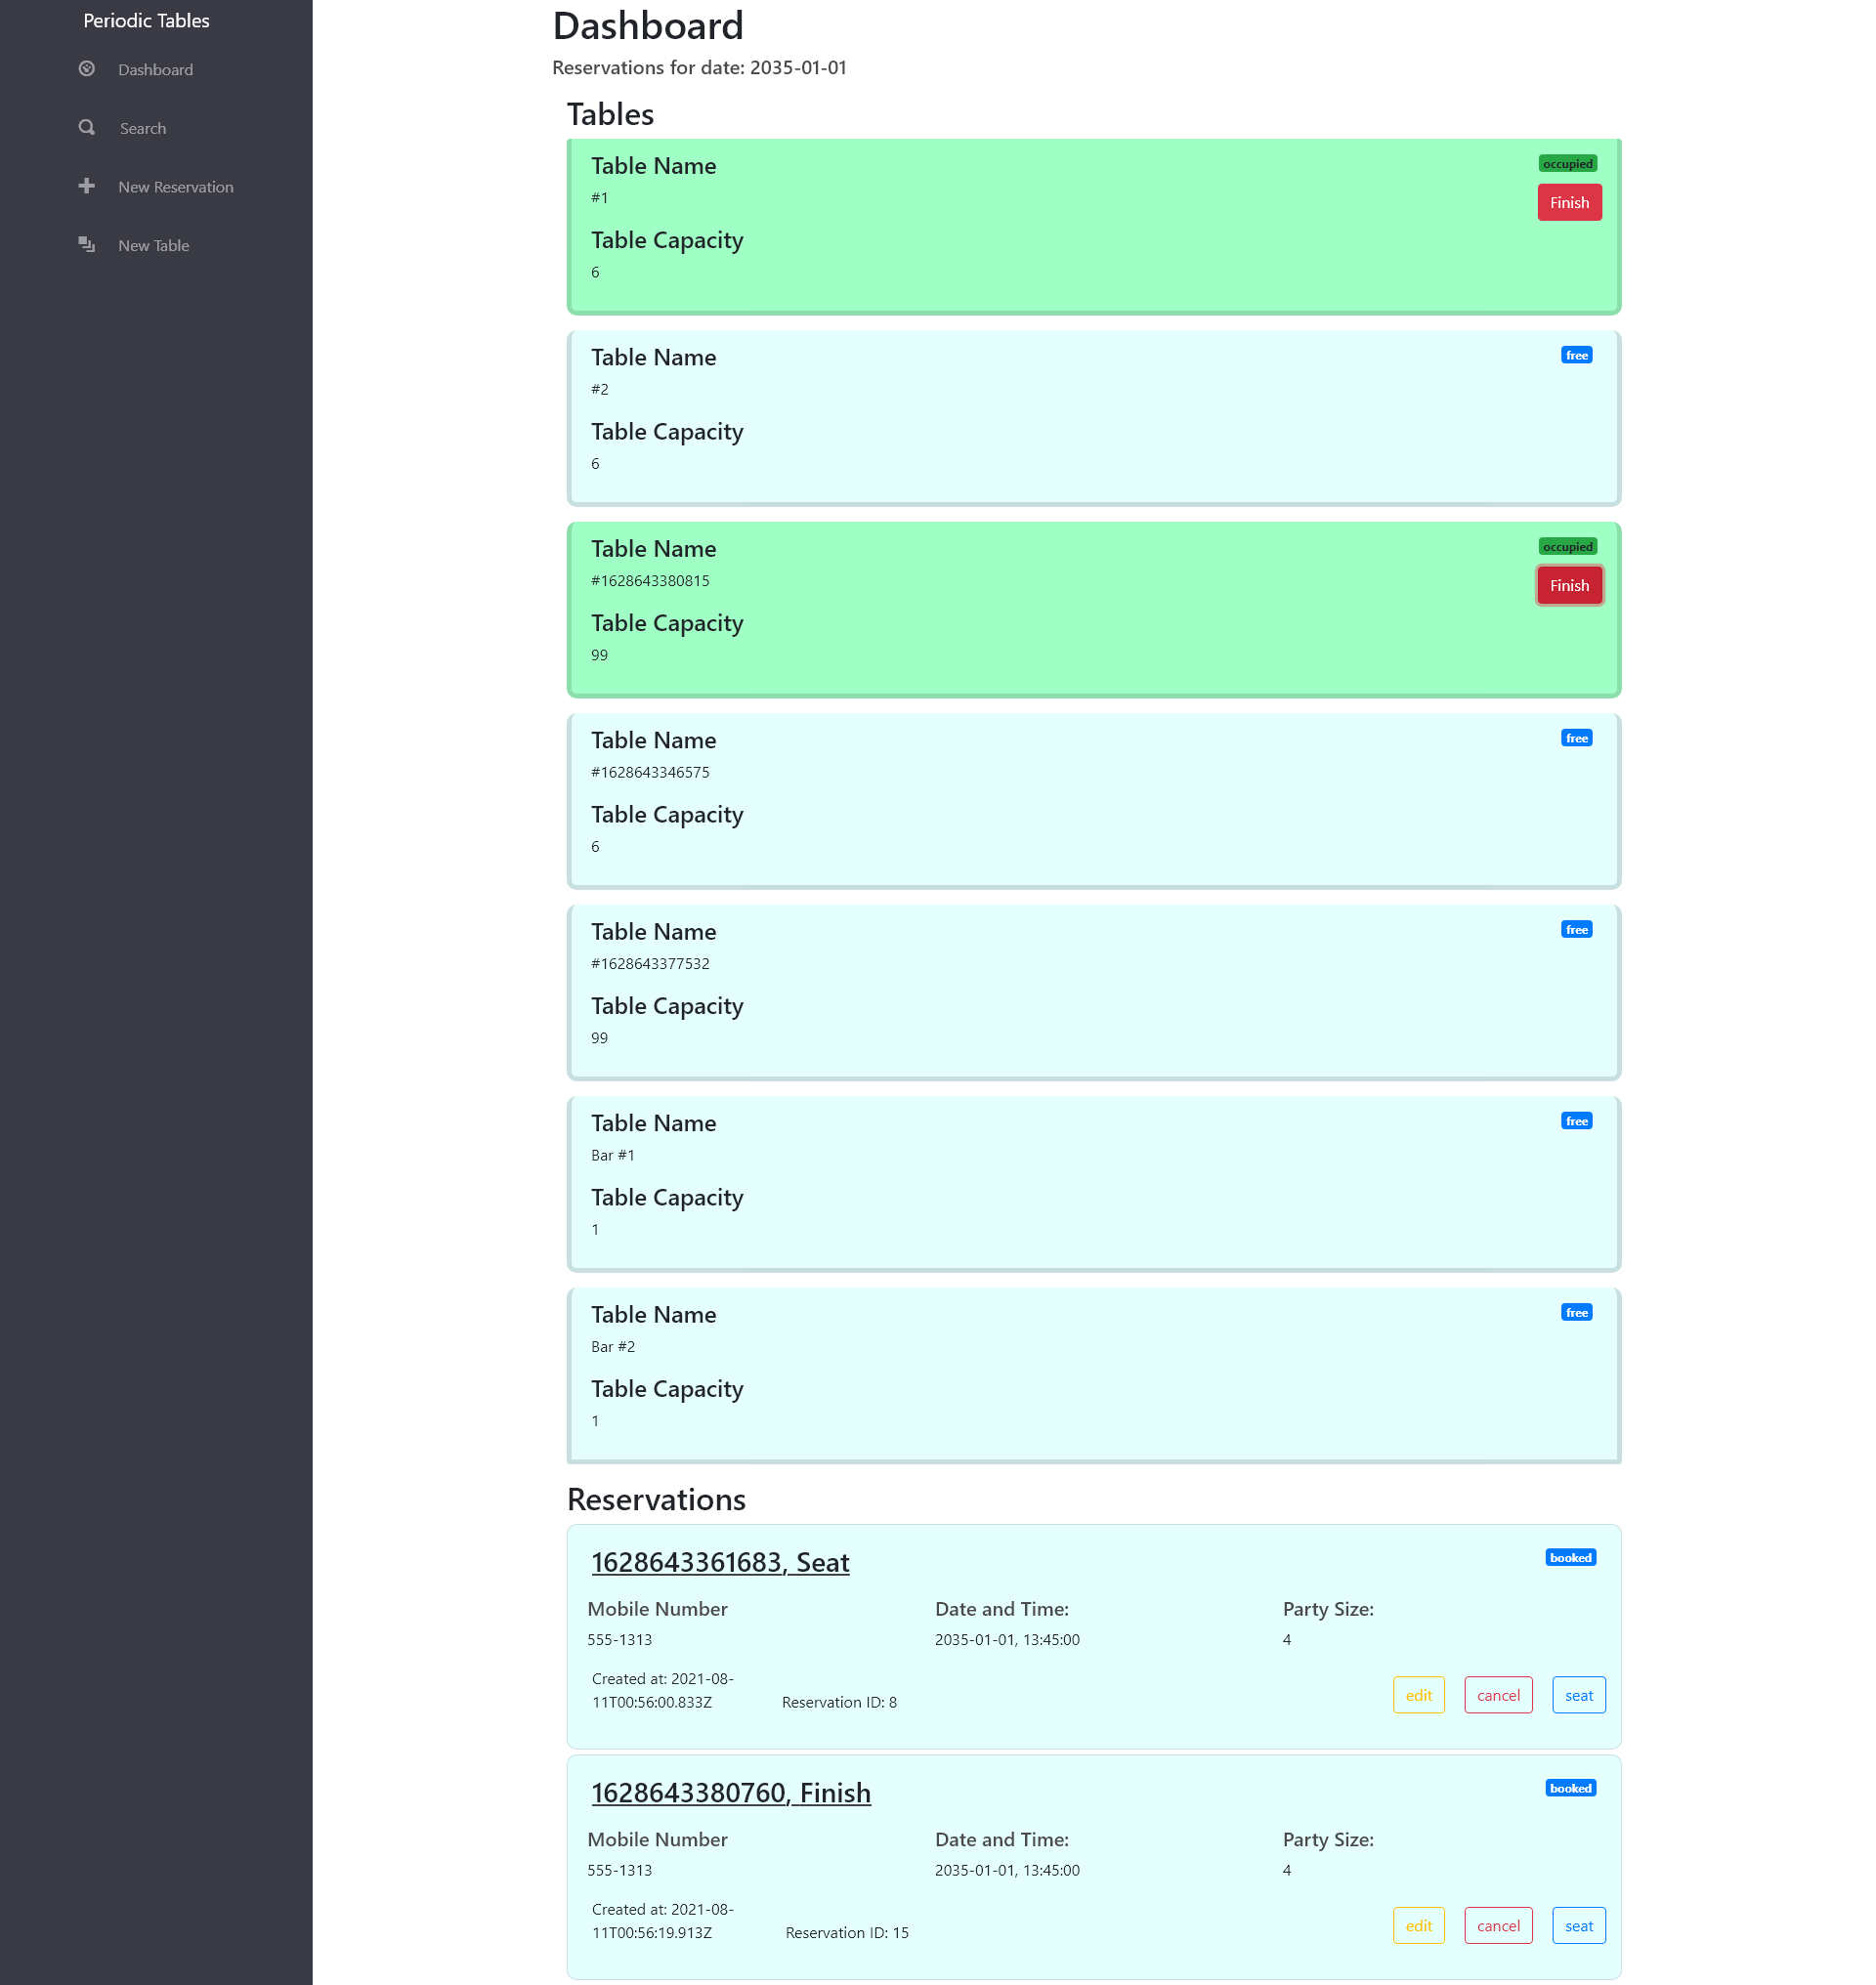 Periodic Tables
Dashboard
Search
New Reservation
New Table
Dashboard
Reservations for date: 2035-01-01
Tables
Table Name
occupied
#1
Finish
Table Capacity
6
Table Name
free
#2
Table Capacity
6
Table Name
occupied
#1628643380815
Finish
Table Capacity
99
Table Name
free
#1628643346575
Table Capacity
6
Table Name
free
#1628643377532
Table Capacity
99
Table Name
free
Bar #1
Table Capacity
1
Table Name
free
Bar #2
Table Capacity
1
Reservations
1628643361683, Seat
booked
Mobile Number
555-1313
Date and Time:
2035-01-01, 13:45:00
Party Size:
4
Created at: 2021-08-
11T00:56:00.833Z
Reservation ID: 8
edit
cancel
seat
1628643380760, Finish
booked
Mobile Number
555-1313
Date and Time:
2035-01-01, 13:45:00
Party Size:
4
Created at: 2021-08-
11T00:56:19.913Z
Reservation ID: 15
edit
cancel
seat